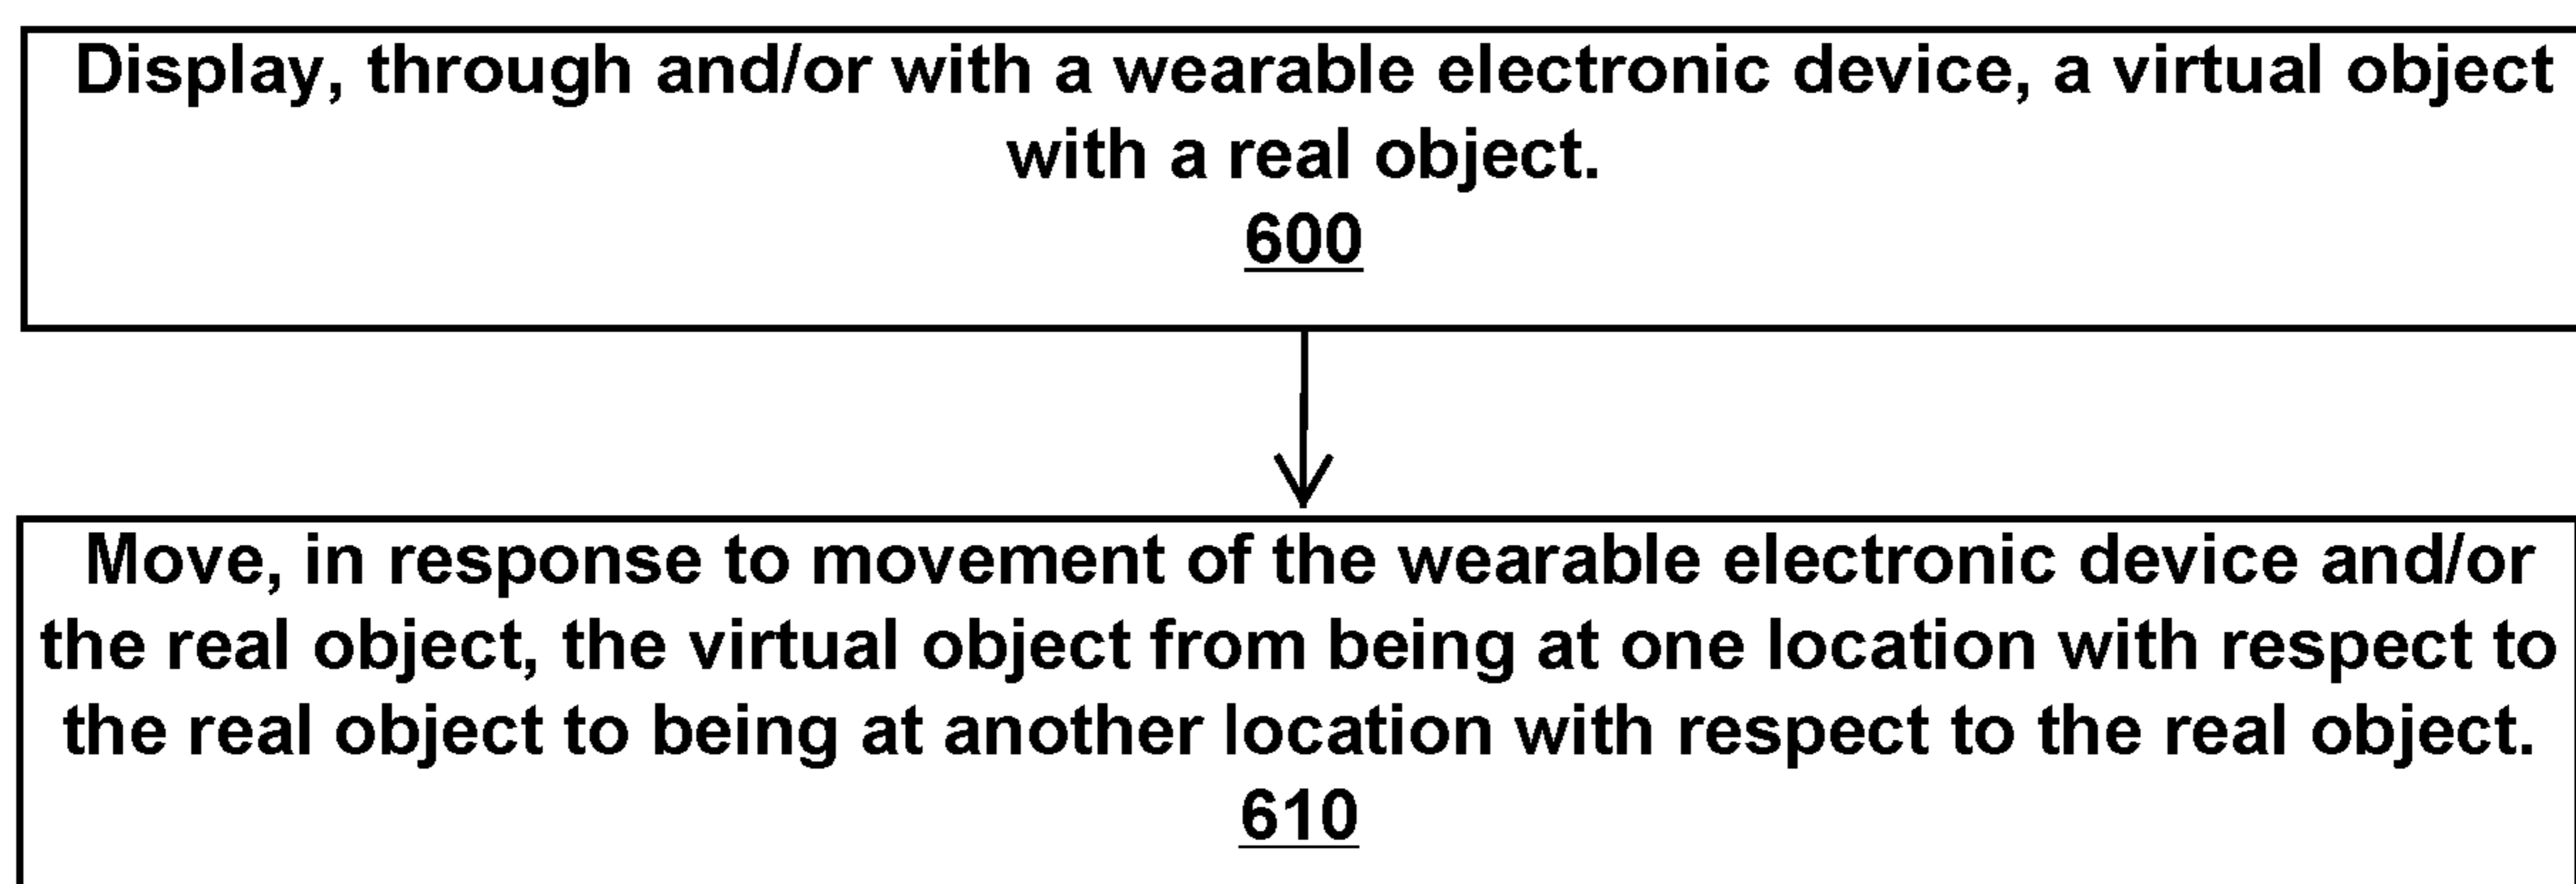 Display, through and/or with a wearable electronic device, a virtual object
with a real object.
600
Move, in response to movement of the wearable electronic device and/or
the real object, the virtual object from being at one location with respect to
the real object to being at another location with respect to the real object.
610